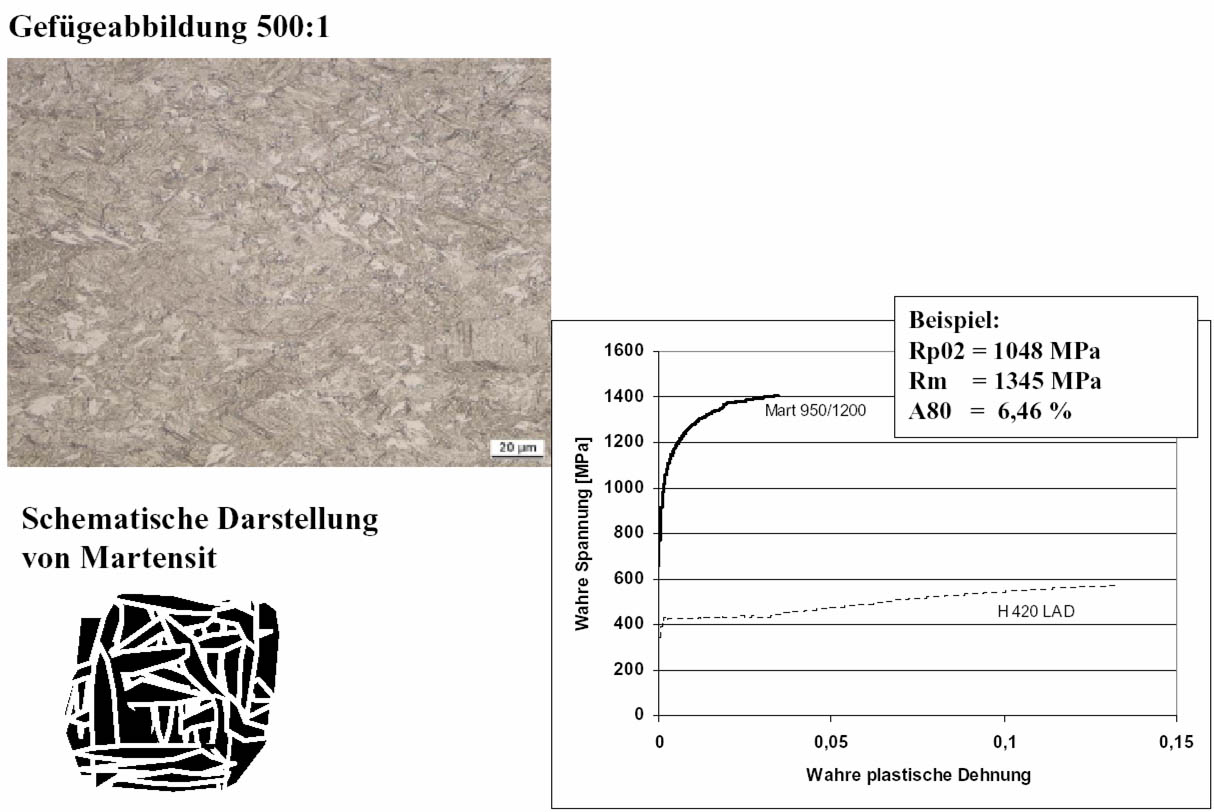 Gefügeabbildung 500:1
20 µm
Schematische Darstellung
von Martensit
Beispiel:
Rp02 = 1048 MPa
Rm = 1345 MPa
A80 = 6,46 %
Wahre Spannung [MPa]
1600
1400
1200
1000
800
600
400
200
0
Mart 950/1200
H 420 LAD
0 0,05 0,1 0,15
Wahre plastische Dehnung